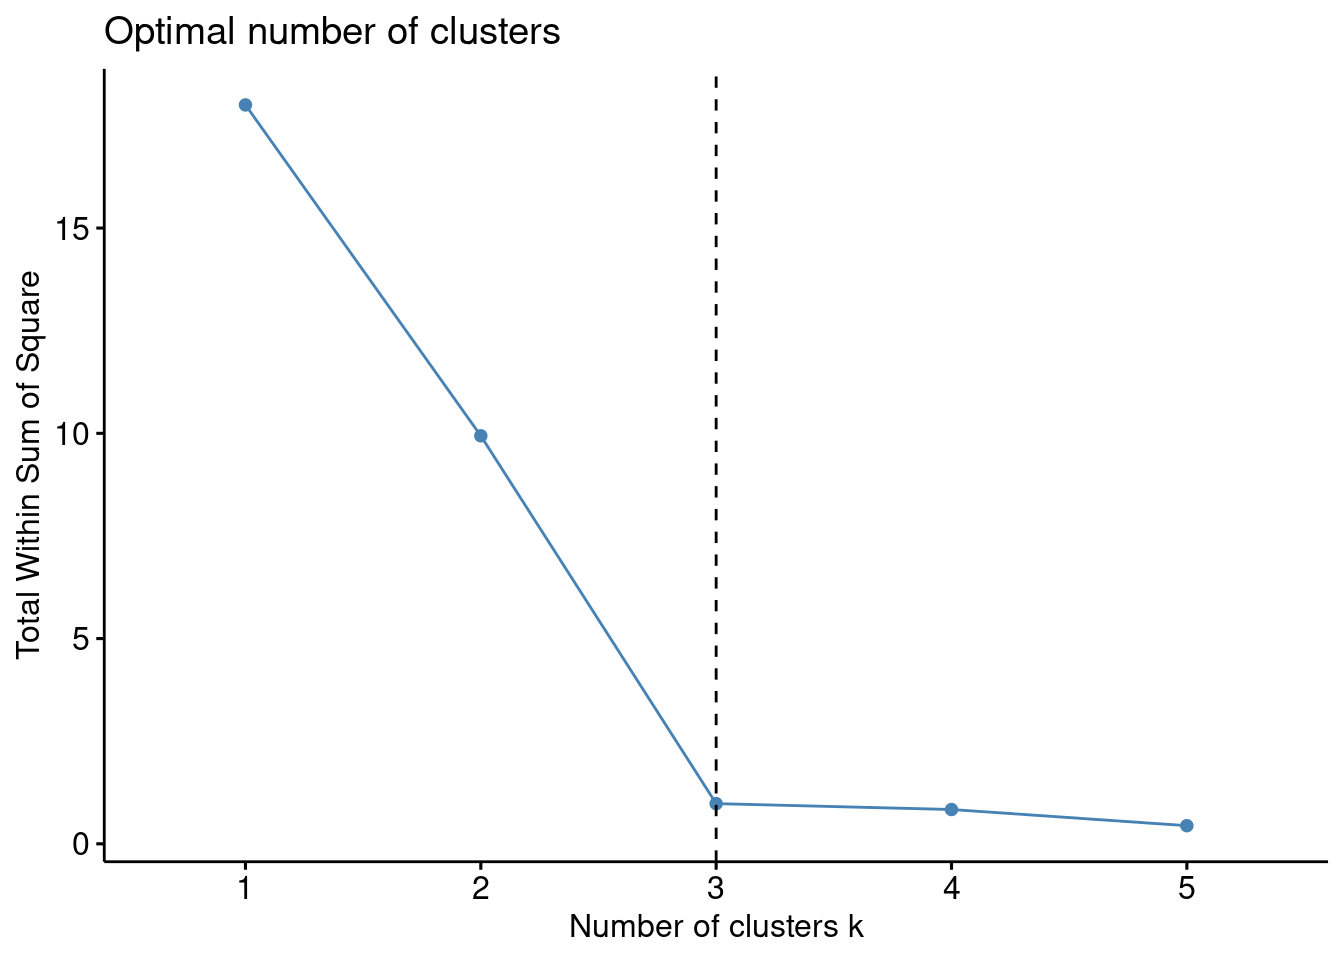 Optimal number of clusters
Total Within Sum of Square
15
10
5
0
1 2 3 4 5
Number of clusters k